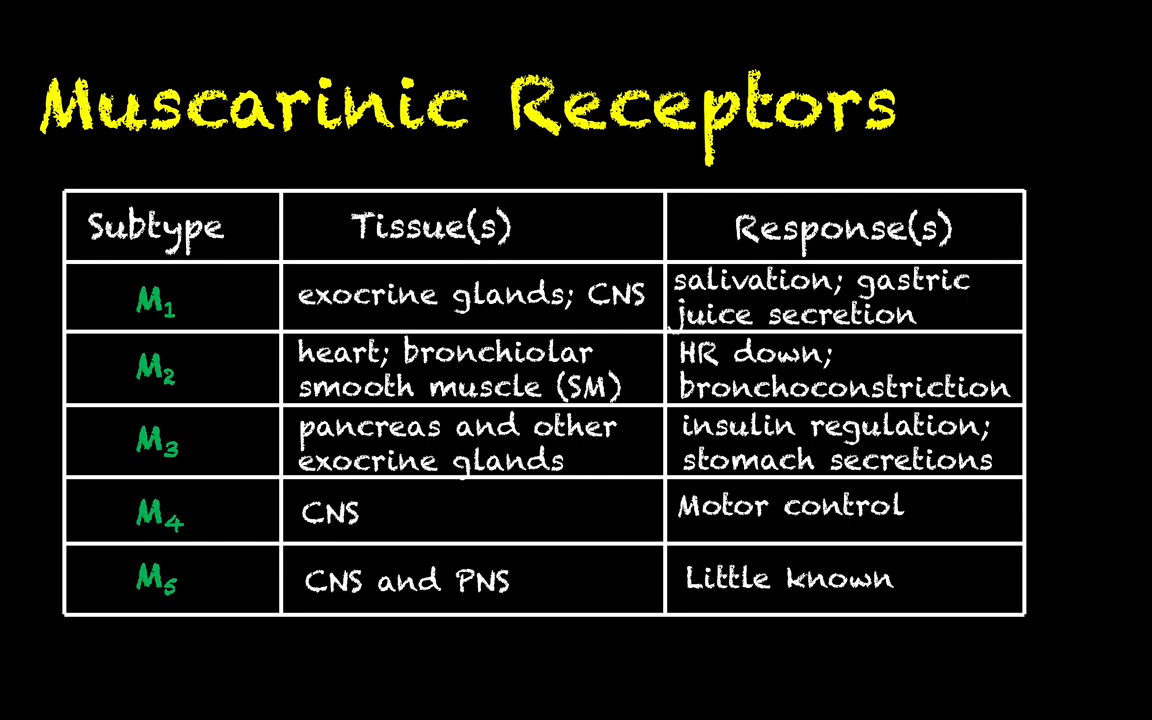 Muscarinic Receptors
Subtype Tissue(s) Response(s)
M₁ exocrine glands; CNS salivation; gastric
juice secretion
M₂ heart; bronchiolar HR down;
smooth muscle (SM) bronchoconstriction
M₃ pancreas and other insulin regulation;
exocrine glands stomach secretions
M₄ CNS Motor control
M₅ CNS and PNS Little known